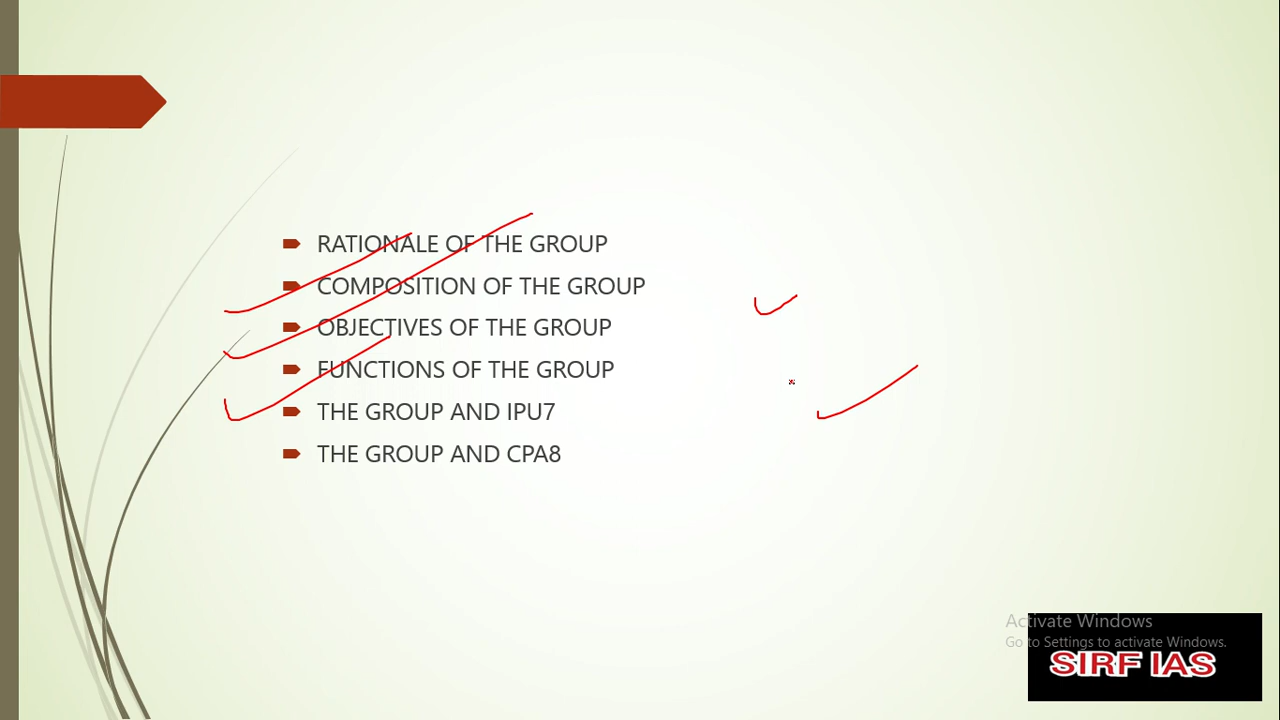 RATIONALE OF THE GROUP
COMPOSITION OF THE GROUP
OBJECTIVES OF THE GROUP
FUNCTIONS OF THE GROUP
THE GROUP AND IPU7
THE GROUP AND CPA8
Activate Windows
Go to Settings to activate Windows.
SIRF IAS